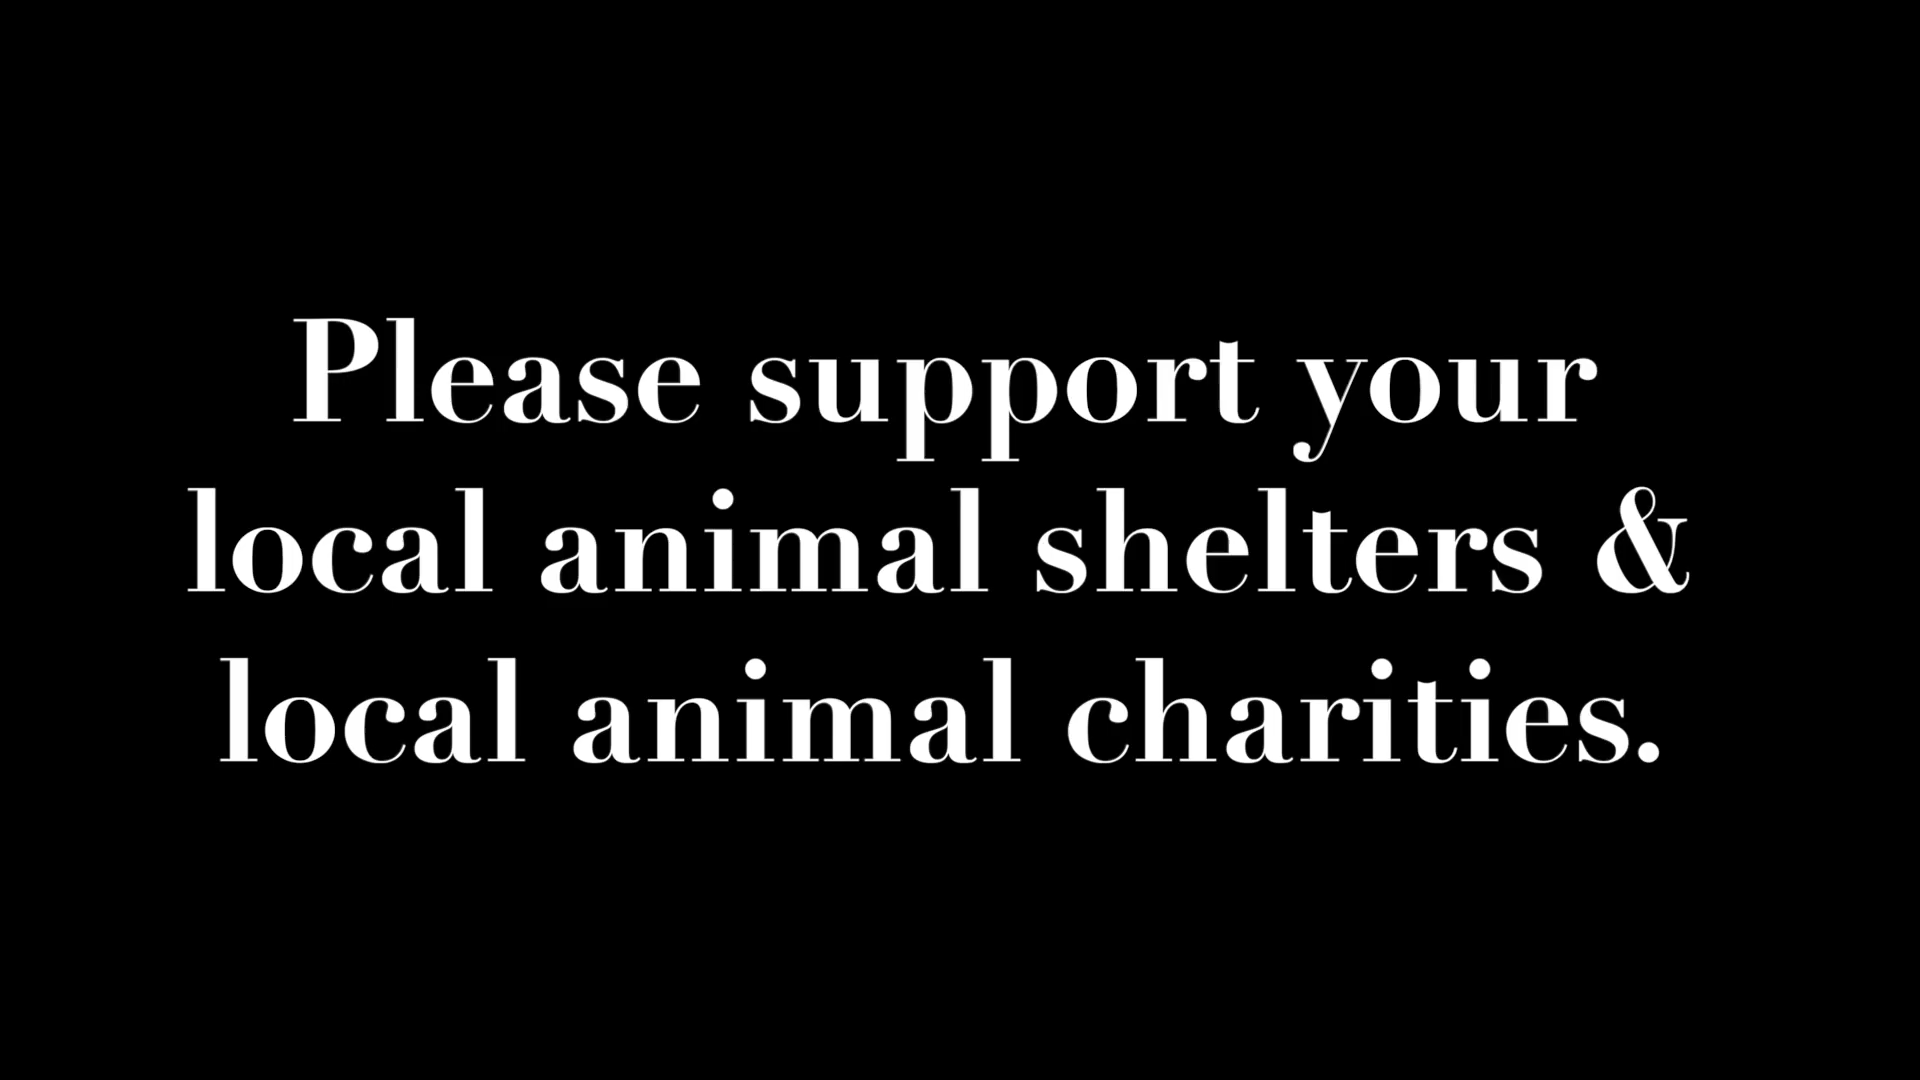 Please support your
local animal shelters &
local animal charities.